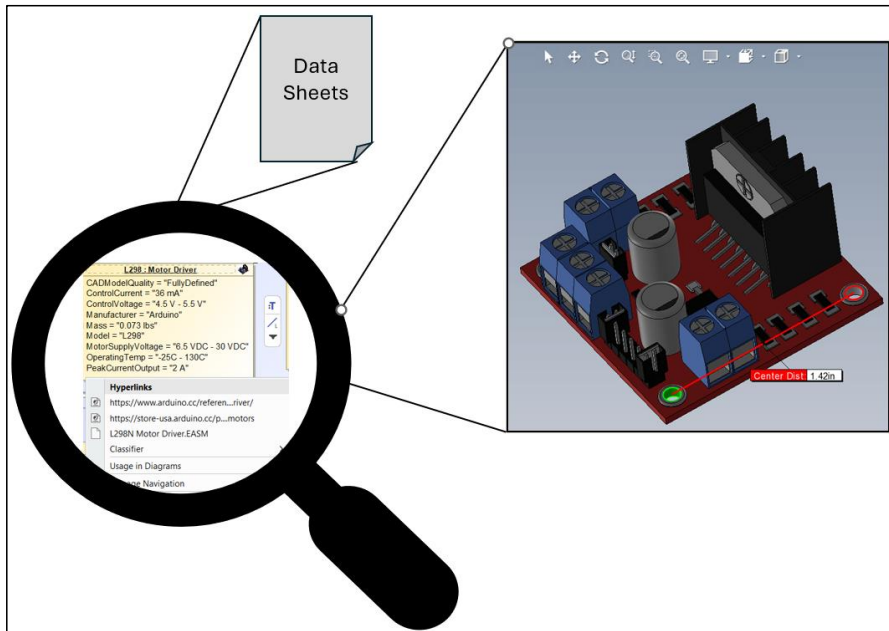 Data
Sheets
L298 : Motor Driver
CADModelQuality = "FullyDefined"
ControlCurrent = "36 mA"
ControlVoltage = "4.5 V - 5.5 V"
Manufacturer = "Arduino"
Mass = "0.073 lbs"
Model = "L298"
MotorSupplyVoltage = "6.5 VDC - 30 VDC"
OperatingTemp = "-25C - 130C"
PeakCurrentOutput = "2 A"
Hyperlinks
https://www.arduino.cc/referen....river/
https://store-usa.arduino.cc/p....motors
L298N Motor Driver.EASM
Classifier
Usage in Diagrams
Navigation
Center Dist: 1.42in